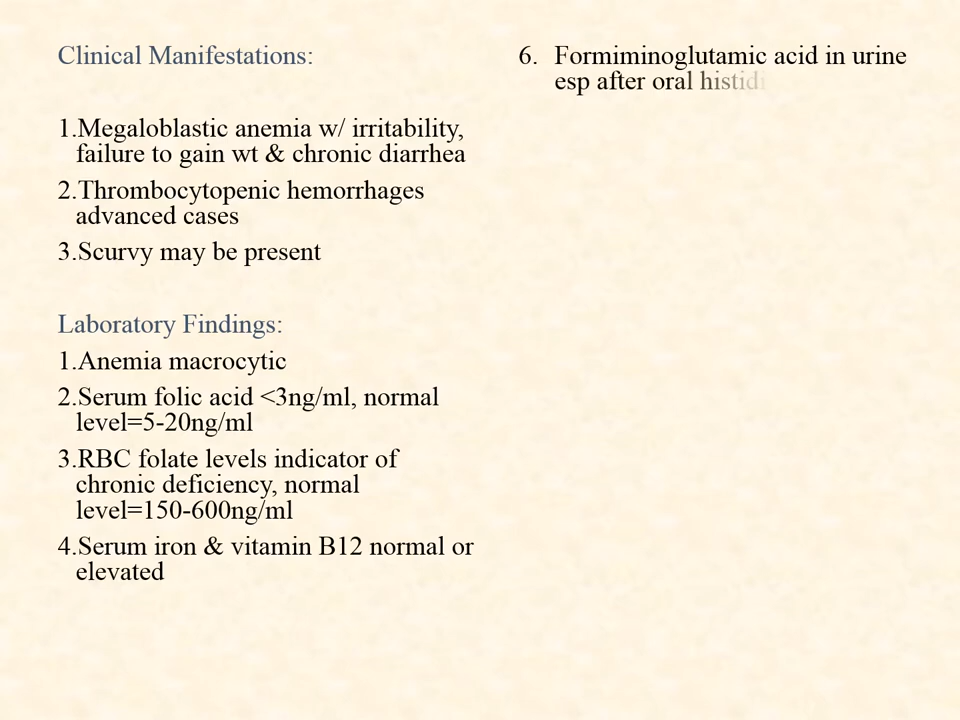 Clinical Manifestations:
1.Megaloblastic anemia w/ irritability,
failure to gain wt & chronic diarrhea
2.Thrombocytopenic hemorrhages
advanced cases
3.Scurvy may be present
Laboratory Findings:
1.Anemia macrocytic
2.Serum folic acid <3ng/ml, normal
level=5-20ng/ml
3.RBC folate levels indicator of
chronic deficiency, normal
level=150-600ng/ml
4.Serum iron & vitamin B12 normal or
elevated
6. Formiminoglutamic acid in urine
esp after oral